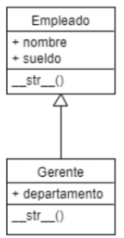 Empleado
+ nombre
+ sueldo
__str__()
Gerente
+ departamento
__str__()